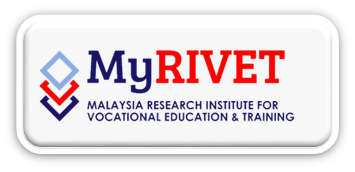 MyRIVET
MALAYSIA RESEARCH INSTITUTE FOR
VOCATIONAL EDUCATION & TRAINING